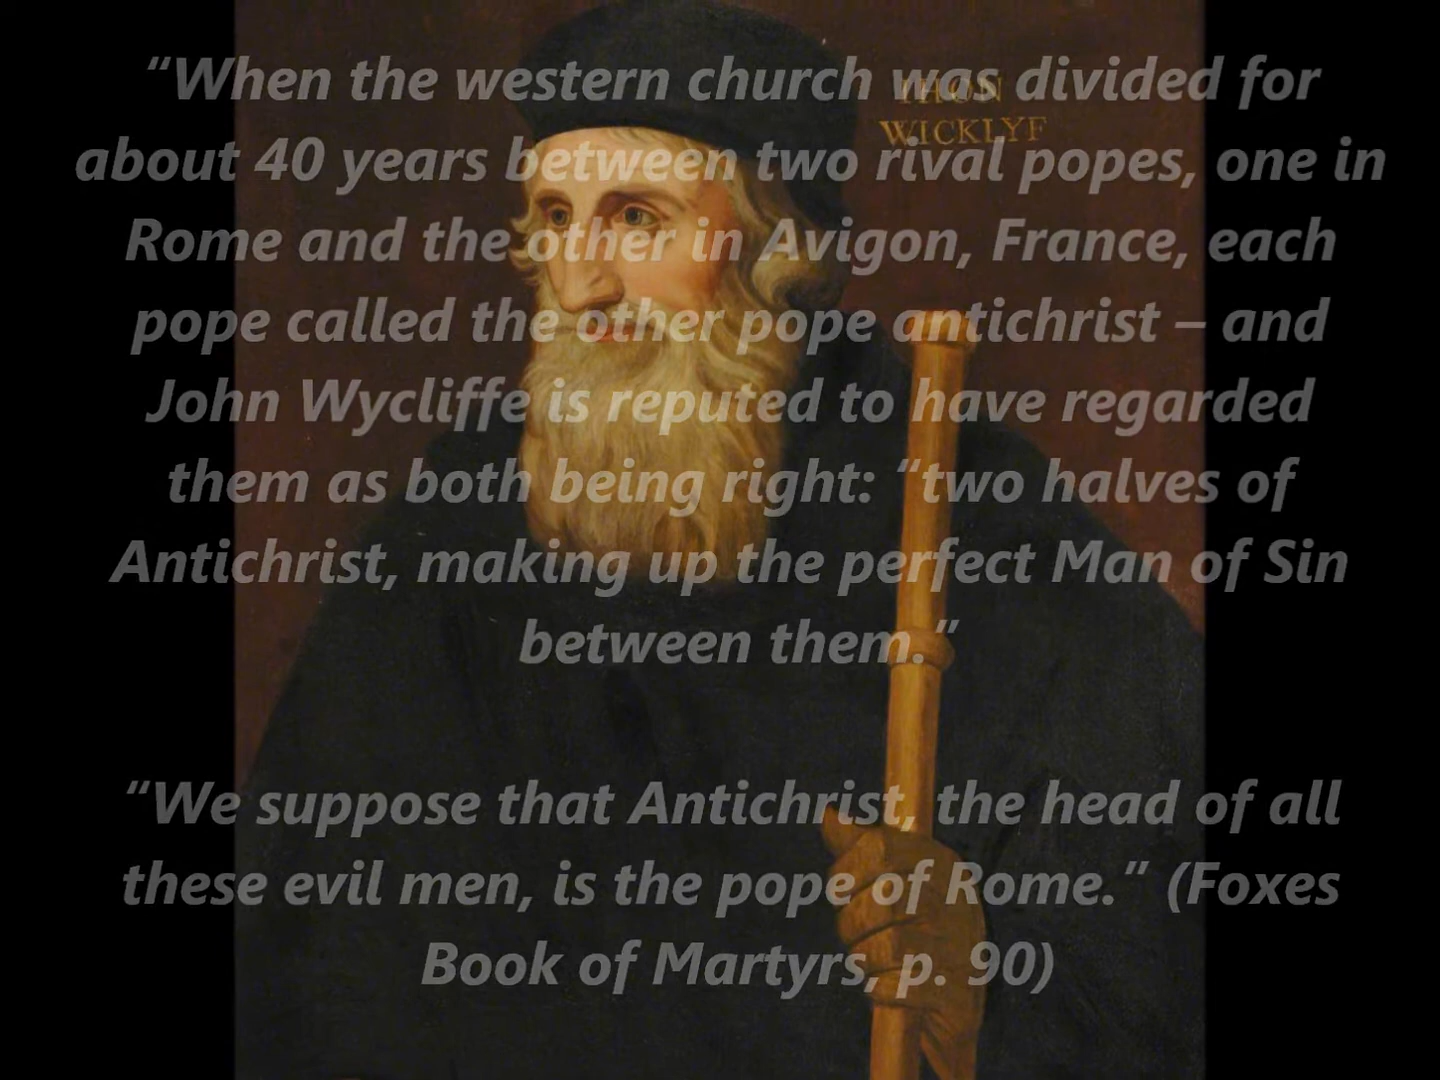 “When the western church was divided for
about 40 years between two rival popes, one in
Rome and the other in Avigon, France, each
pope called the other pope antichrist – and
John Wycliffe is reputed to have regarded
them as both being right: “two halves of
Antichrist, making up the perfect Man of Sin
between them.”
“We suppose that Antichrist, the head of all
these evil men, is the pope of Rome.” (Foxes
Book of Martyrs, p. 90)
IHON
WICKLYF